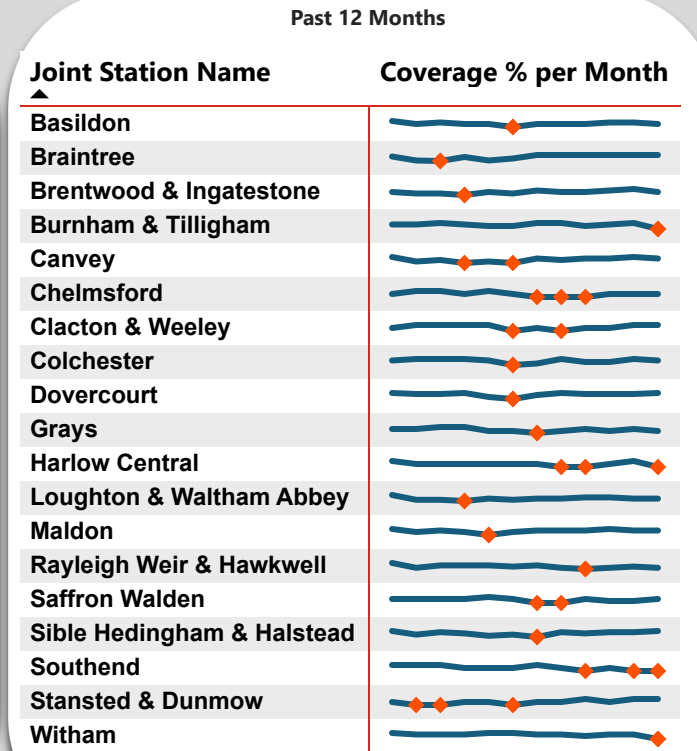 Past 12 Months
Joint Station Name Coverage % per Month
Basildon
Braintree
Brentwood & Ingatestone
Burnham & Tilligham
Canvey
Chelmsford
Clacton & Weeley
Colchester
Dovercourt
Grays
Harlow Central
Loughton & Waltham Abbey
Maldon
Rayleigh Weir & Hawkwell
Saffron Walden
Sible Hedingham & Halstead
Southend
Stansted & Dunmow
Witham